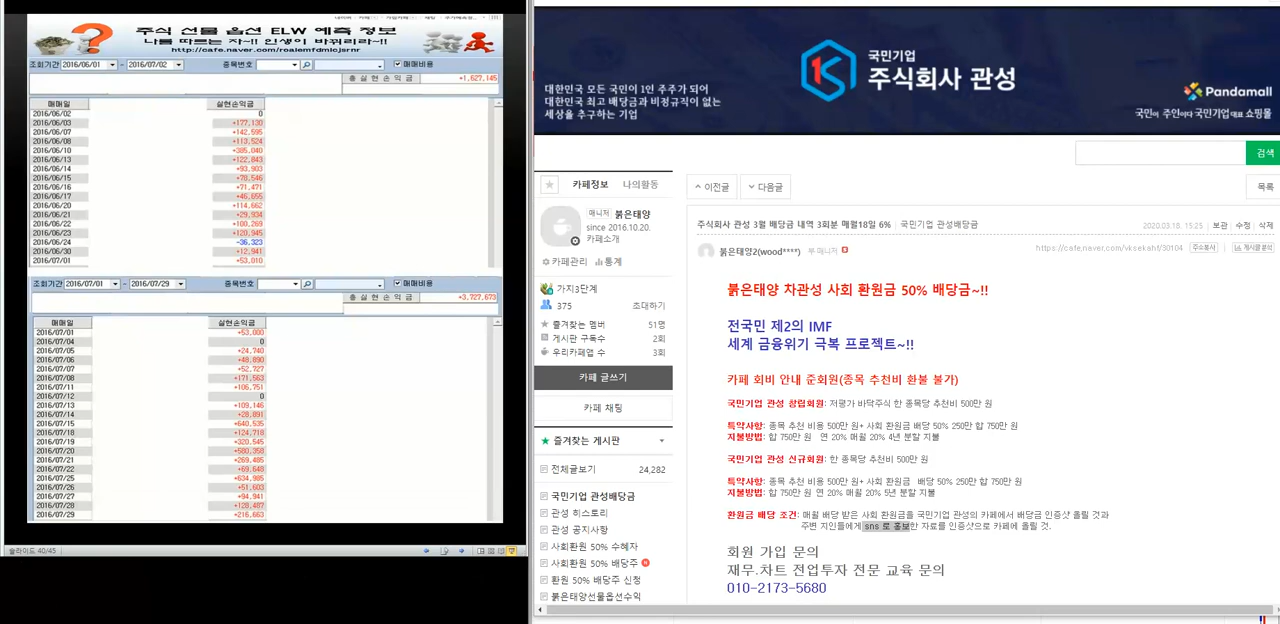 주식 선물 옵션 ELW 예측 정보
나를 따르는 자~!! 인생이 바뀌리라~!!
http://cafe.naver.com/roalemfdmlcjsrnr
조회기간 2016/06/01 ~ 2016/07/02 종목번호 매매비용
총 실 현 손 익 금 +1,627,145
매매일 실현손익금
2016/06/02 0
2016/06/03 +177,130
2016/06/07 +142,595
2016/06/08 +113,524
2016/06/10 +385,040
2016/06/13 +122,843
2016/06/14 +93,903
2016/06/15 +78,546
2016/06/16 +71,471
2016/06/17 +46,655
2016/06/20 +114,662
2016/06/21 +29,934
2016/06/22 +100,269
2016/06/23 +120,945
2016/06/24 -36,323
2016/06/30 +12,941
2016/07/01 +53,010
조회기간 2016/07/01 ~ 2016/07/29 종목번호 매매비용
총 실 현 손 익 금 +3,727,673
매매일 실현손익금
2016/07/01 +53,000
2016/07/04 0
2016/07/05 +24,740
2016/07/06 +48,890
2016/07/07 +52,727
2016/07/08 +171,563
2016/07/11 +106,751
2016/07/12 0
2016/07/13 +109,146
2016/07/14 +28,891
2016/07/15 +640,535
2016/07/18 +124,718
2016/07/19 +320,545
2016/07/20 +580,358
2016/07/21 +269,485
2016/07/22 +69,648
2016/07/25 +634,985
2016/07/26 +51,603
2016/07/27 +94,941
2016/07/28 +128,487
2016/07/29 +216,663
슬라이드 40/45
대한민국 모든 국민이 1인 주주가 되어
대한민국 최고 배당금과 비정규직이 없는
세상을 추구하는 기업
국민기업
주식회사 관성
Pandamall
국민이 주인이다 국민기업 대표 쇼핑몰
검색
카페정보 나의활동
매니저 붉은태양
since 2016.10.20.
카페소개
카페관리 통계
가지3단계
375 초대하기
즐겨찾는 멤버 51명
게시판 구독수 2회
우리카페앱 수 3회
카페 글쓰기
카페 채팅
즐겨찾는 게시판
전체글보기 24,282
국민기업 관성배당금
관성 히스토리
관성 공지사항
사회환원 50% 수혜자
사회환원 50% 배당주
환원 50% 배당주 신청
붉은태양선물옵션수익
이전글 다음글 목록
주식회사 관성 3월 배당금 내역 3회분 매월18일 6% | 국민기업 관성배당금
2020.03.18. 15:25 보관 수정 삭제
붉은태양2(wood****) 부매니저
https://cafe.naver.com/vksekahf/30104 주소복사 게시글 분석
붉은태양 차관성 사회 환원금 50% 배당금~!!
전국민 제2의 IMF
세계 금융위기 극복 프로젝트~!!
카페 회비 안내 준회원(종목 추천비 환불 불가)
국민기업 관성 창립회원: 저평가 바닥주식 한 종목당 추천비 500만 원
특약사항: 종목 추천 비용 500만 원+ 사회 환원금 배당 50% 250만 합 750만 원
지불방법: 합 750만 원 연 20% 매월 20% 4년 분할 지불
국민기업 관성 신규회원: 한 종목당 추천비 500만 원
특약사항: 종목 추천 비용 500만 원+ 사회 환원금 배당 50% 250만 합 750만 원
지불방법: 합 750만 원 연 20% 매월 20% 5년 분할 지불
환원금 배당 조건: 매월 배당 받은 사회 환원금을 국민기업 관성의 카페에서 배당금 인증샷 올릴 것과
주변 지인들에게 sns 로 홍보한 자료를 인증샷으로 카페에 올릴 것.
회원 가입 문의
재무.차트 전업투자 전문 교육 문의
010-2173-5680